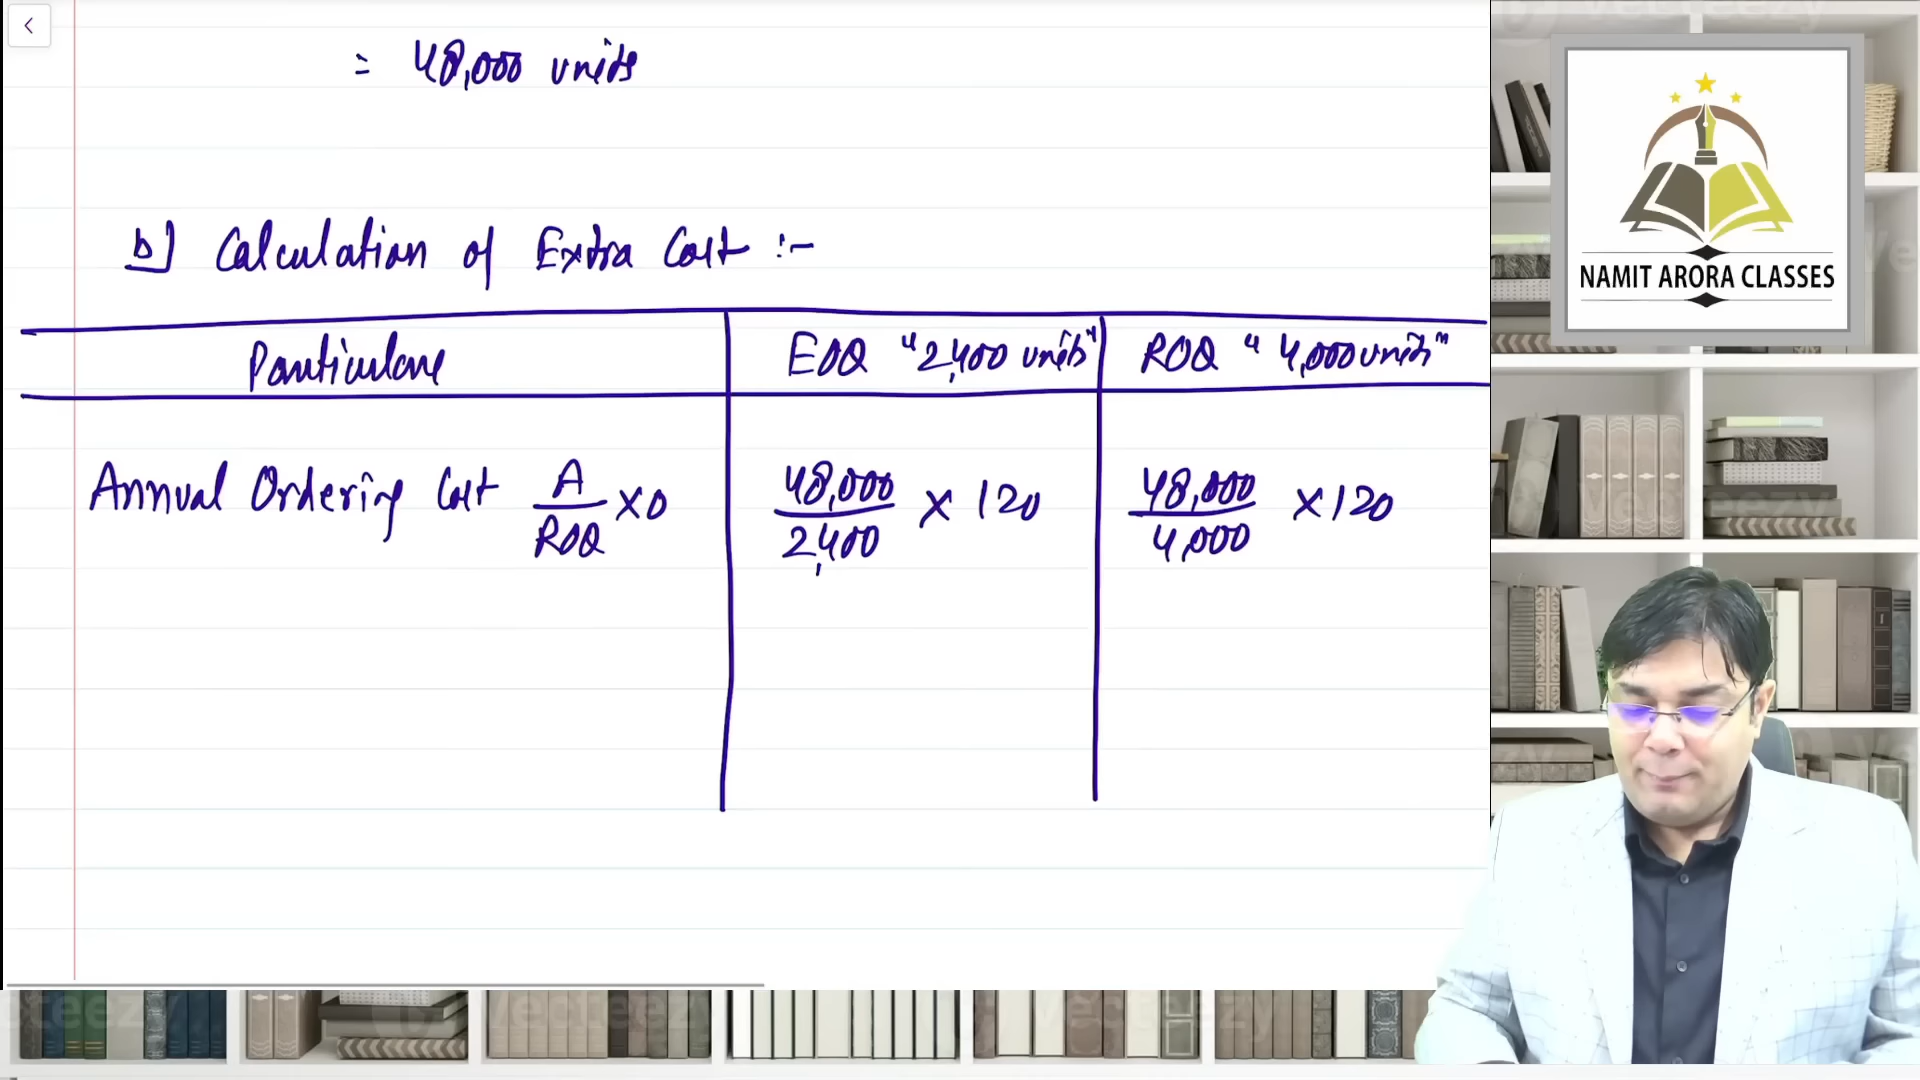 = 48,000 units
b] Calculation of Extra Cost :-
Particulars
EOQ "2,400 units"
ROQ "4,000 units"
Annual Ordering Cost A/ROQ × O
48,000/2,400 × 120
48,000/4,000 × 120
NAMIT ARORA CLASSES